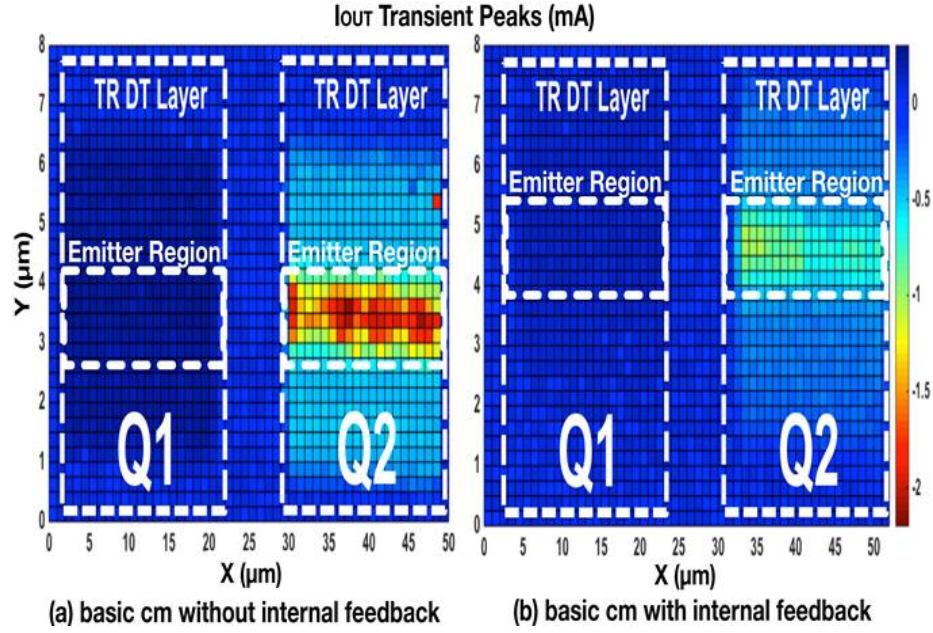 IOUT Transient Peaks (mA)
8
7
6
5
4
3
2
1
0
Y (µm)
TR DT Layer
TR DT Layer
Emitter Region
Emitter Region
Q1
Q2
0 5 10 15 20 25 30 35 40 45 50
X (µm)
(a) basic cm without internal feedback
8
7
6
5
4
3
2
1
0
TR DT Layer
TR DT Layer
Emitter Region
Emitter Region
Q1
Q2
0 5 10 15 20 25 30 35 40 45 50
X (µm)
(b) basic cm with internal feedback
0
-0.5
-1
-1.5
-2